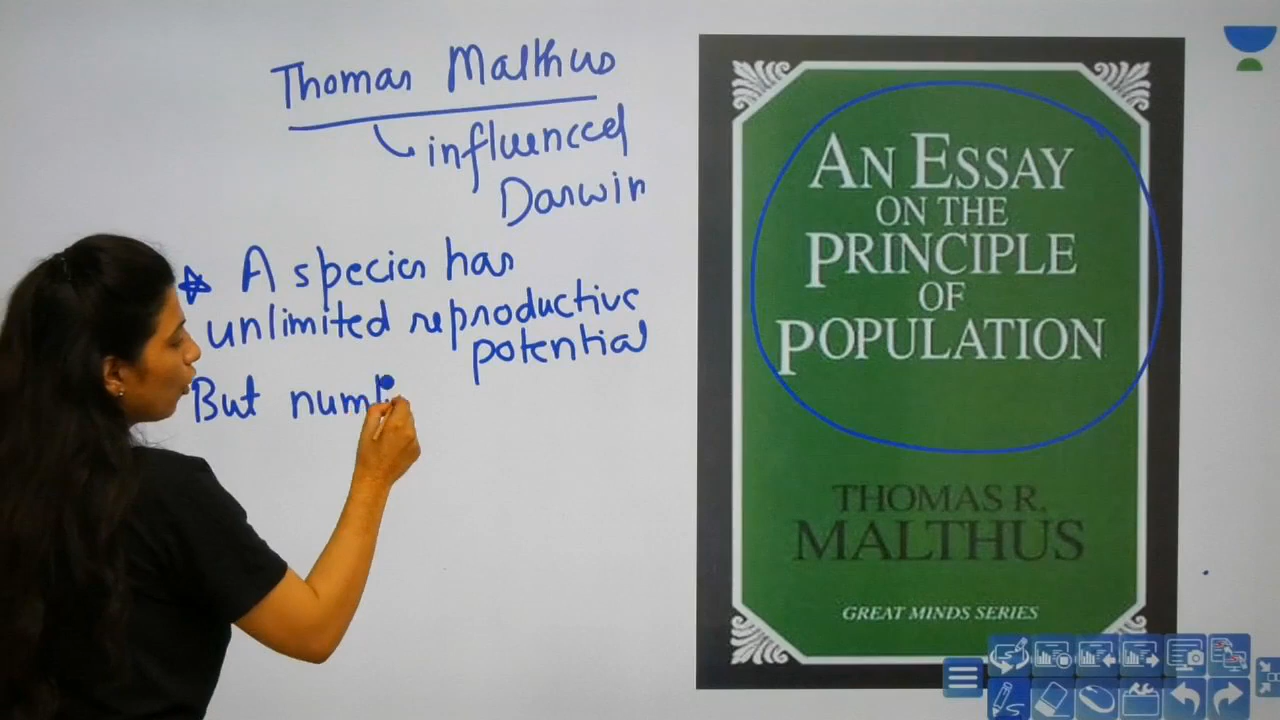 Thomas Malthus
influenced
Darwin
A species has
unlimited reproductive
potential
But num
AN ESSAY
ON THE
PRINCIPLE
OF
POPULATION
THOMAS R.
MALTHUS
GREAT MINDS SERIES